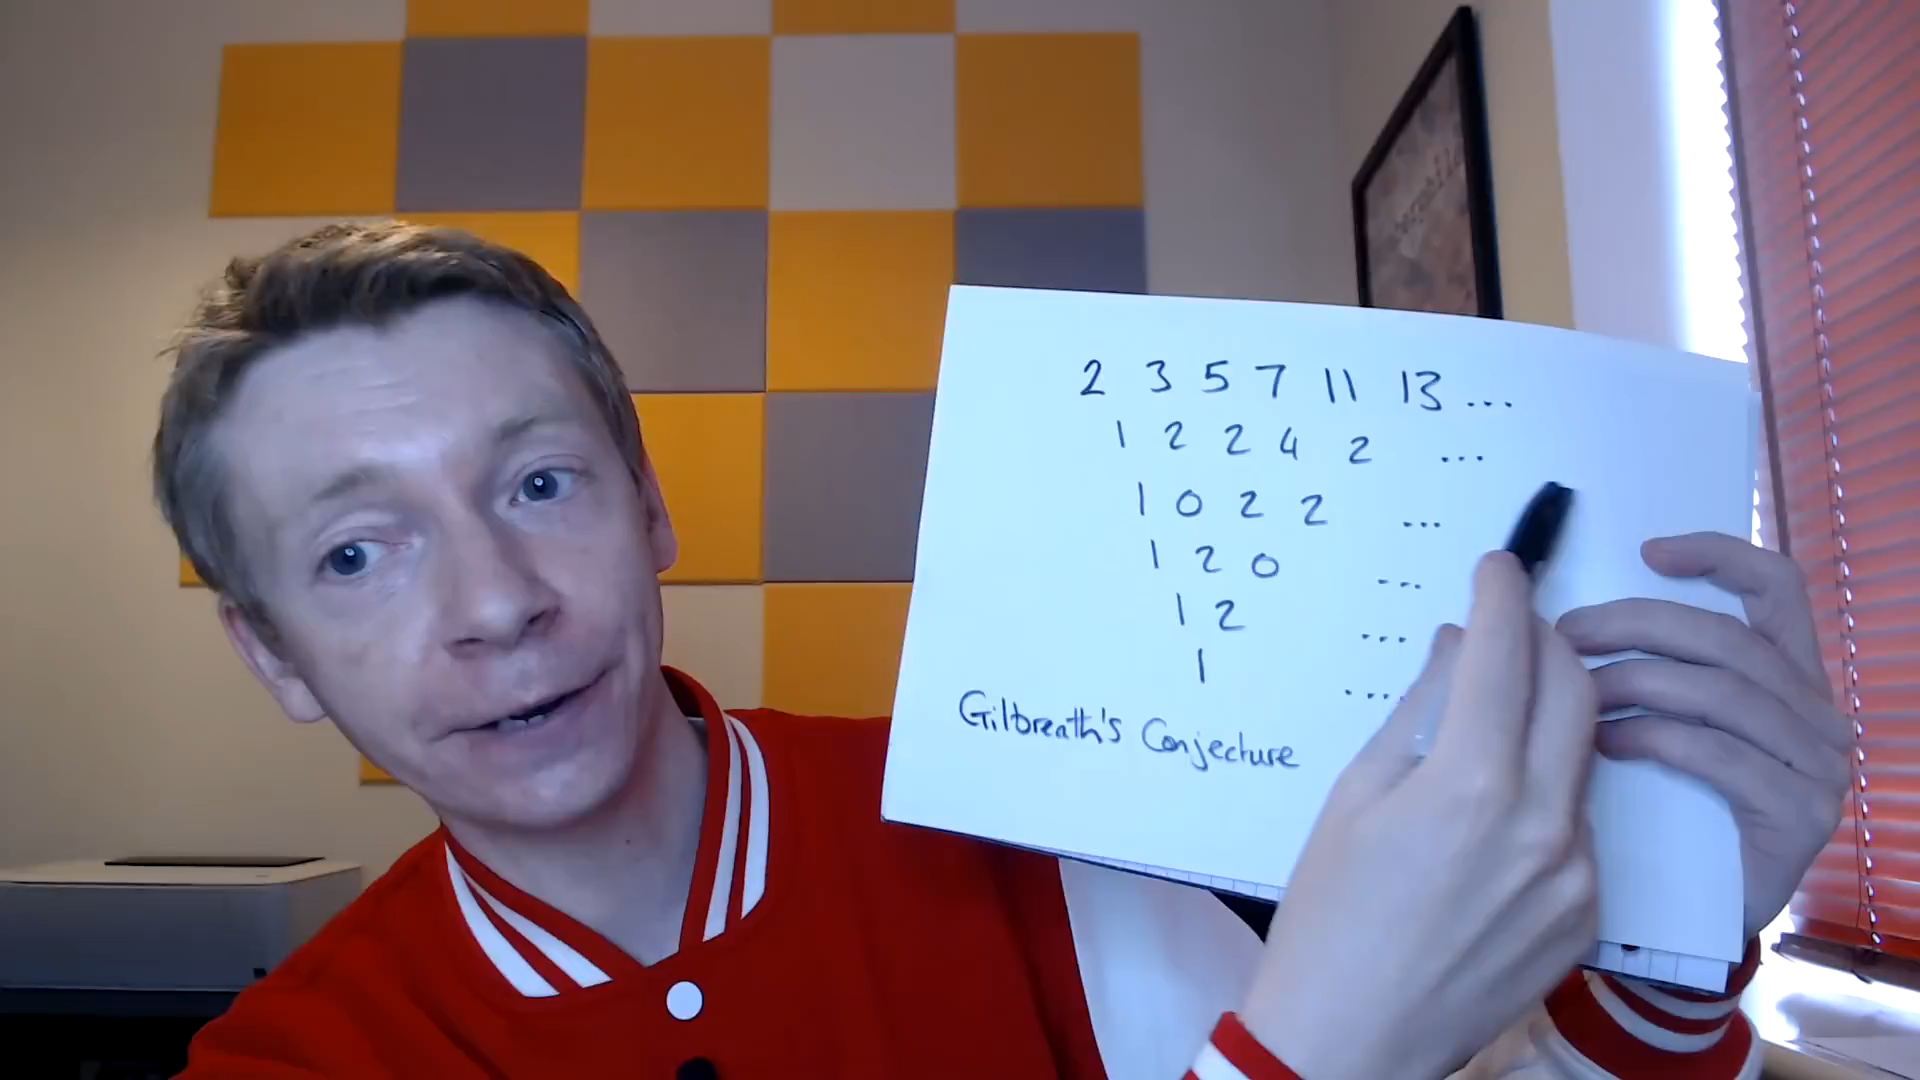 2 3 5 7 11 13 ...
1 2 2 4 2 ...
1 0 2 2 ...
1 2 0 ...
1 2 ...
1 ....
Gilbreath's Conjecture